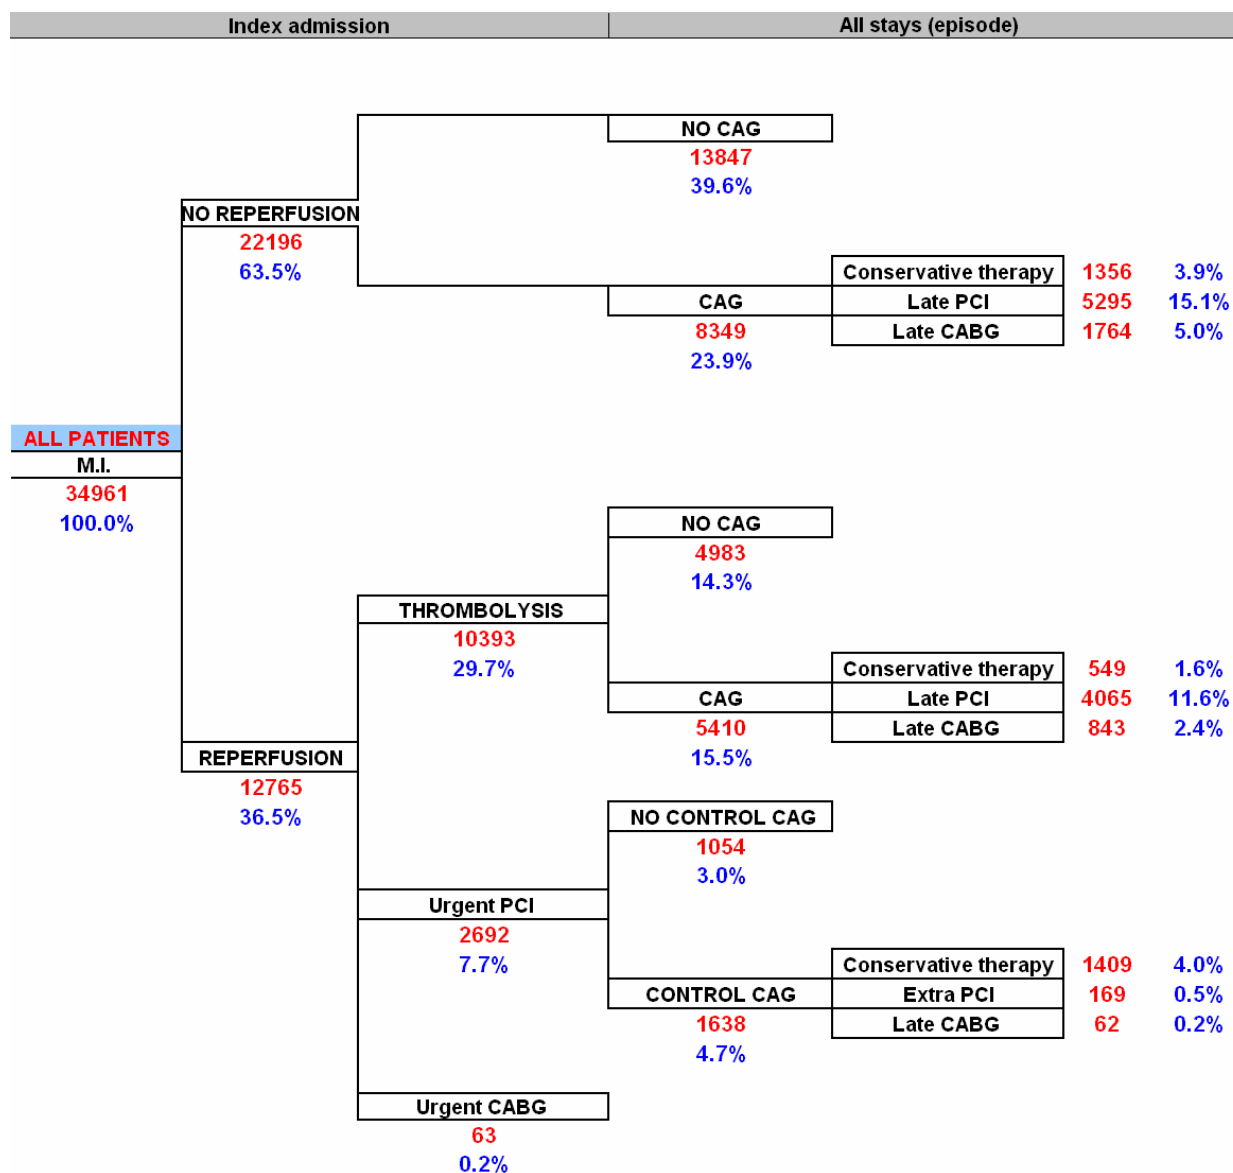 Index admission All stays (episode)
NO CAG
13847
39.6%
NO REPERFUSION
22196
63.5%
Conservative therapy 1356 3.9%
CAG Late PCI 5295 15.1%
8349 Late CABG 1764 5.0%
23.9%
ALL PATIENTS
M.I.
34961
100.0%
NO CAG
4983
14.3%
THROMBOLYSIS
10393
29.7%
Conservative therapy 549 1.6%
CAG Late PCI 4065 11.6%
5410 Late CABG 843 2.4%
15.5%
REPERFUSION
12765
36.5%
NO CONTROL CAG
1054
3.0%
Urgent PCI
2692
7.7%
Conservative therapy 1409 4.0%
CONTROL CAG Extra PCI 169 0.5%
1638 Late CABG 62 0.2%
4.7%
Urgent CABG
63
0.2%